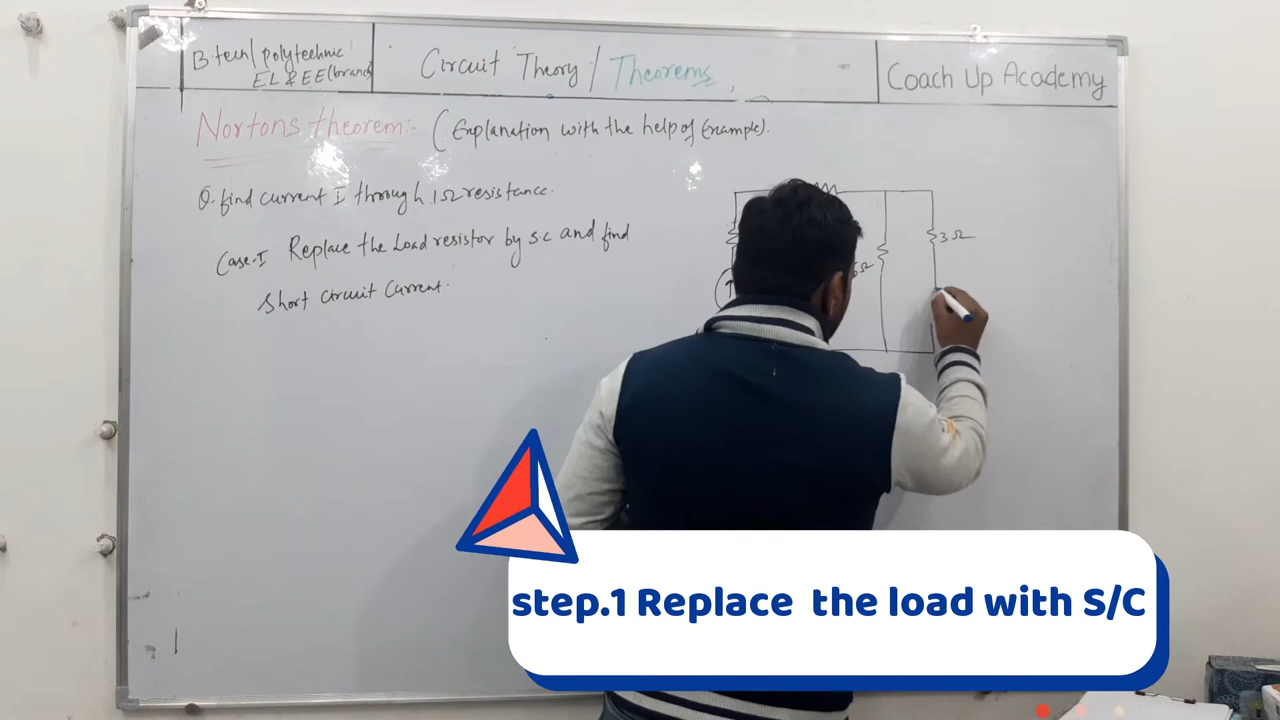 B.tech/polytechnic
EL & EE(branch)
Circuit Theory / Theorems
Coach Up Academy
Nortons theorem:- (Explanation with the help of Example).
Q. find current I through 1Ω resistance.
Case-I Replace the Load resistor by S.C and find
short circuit current.
3Ω
6Ω
step.1 Replace the load with S/C